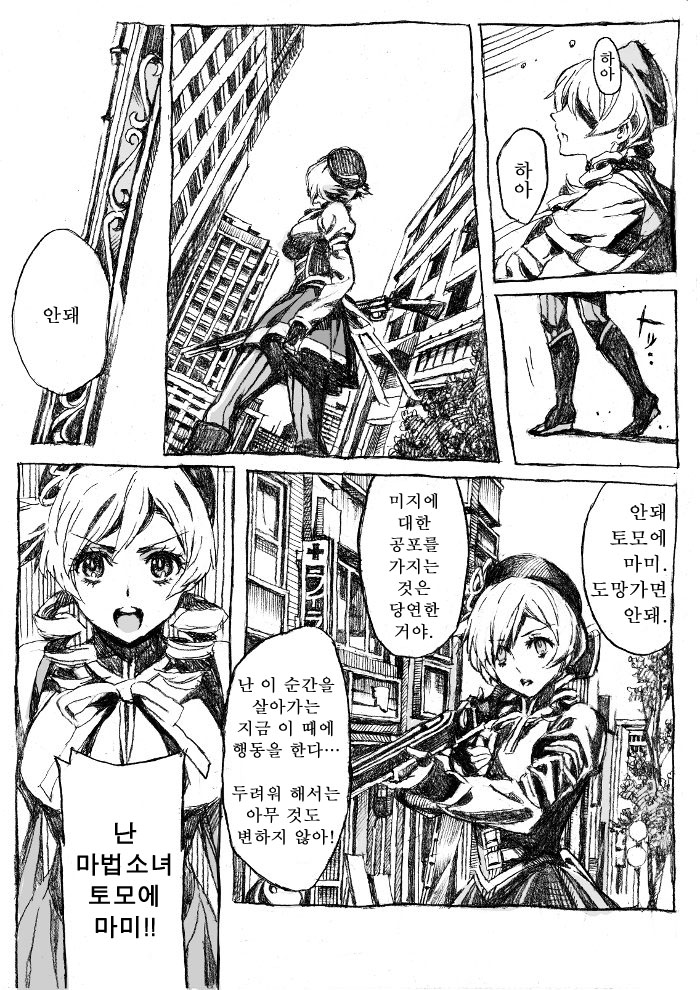 하아
하아
안돼
안돼
토모에
마미.
도망가면
안돼.
미지에
대한
공포를
가지는
것은
당연한
거야.
난 이 순간을
살아가는
지금 이 때에
행동을 한다…
두려워 해서는
아무 것도
변하지 않아!
난
마법소녀
토모에
마미!!